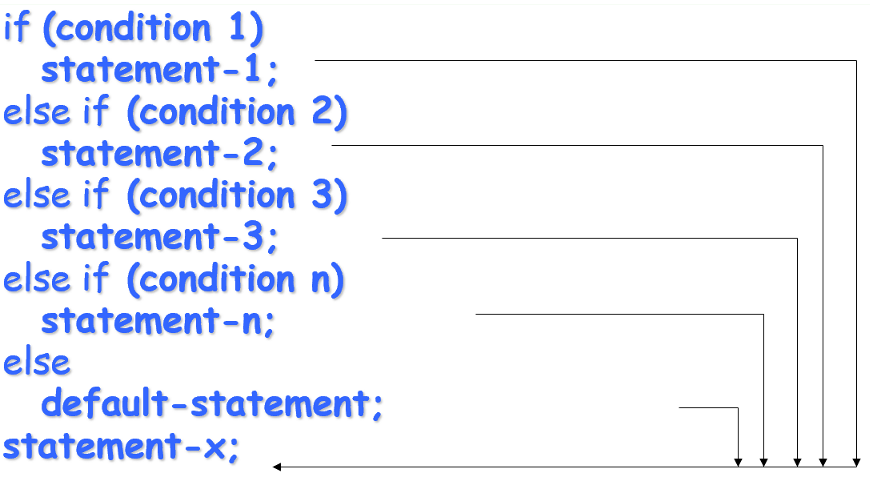 if (condition 1)
statement-1;
else if (condition 2)
statement-2;
else if (condition 3)
statement-3;
else if (condition n)
statement-n;
else
default-statement;
statement-x;